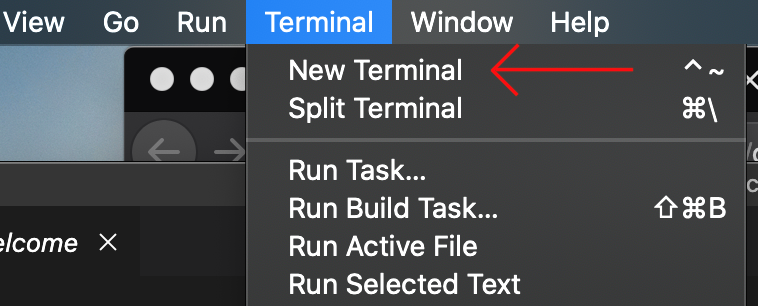 View Go Run Terminal Window Help
New Terminal ^~
Split Terminal ⌘\
elcome ×
Run Task...
Run Build Task... ⇧⌘B
Run Active File
Run Selected Text